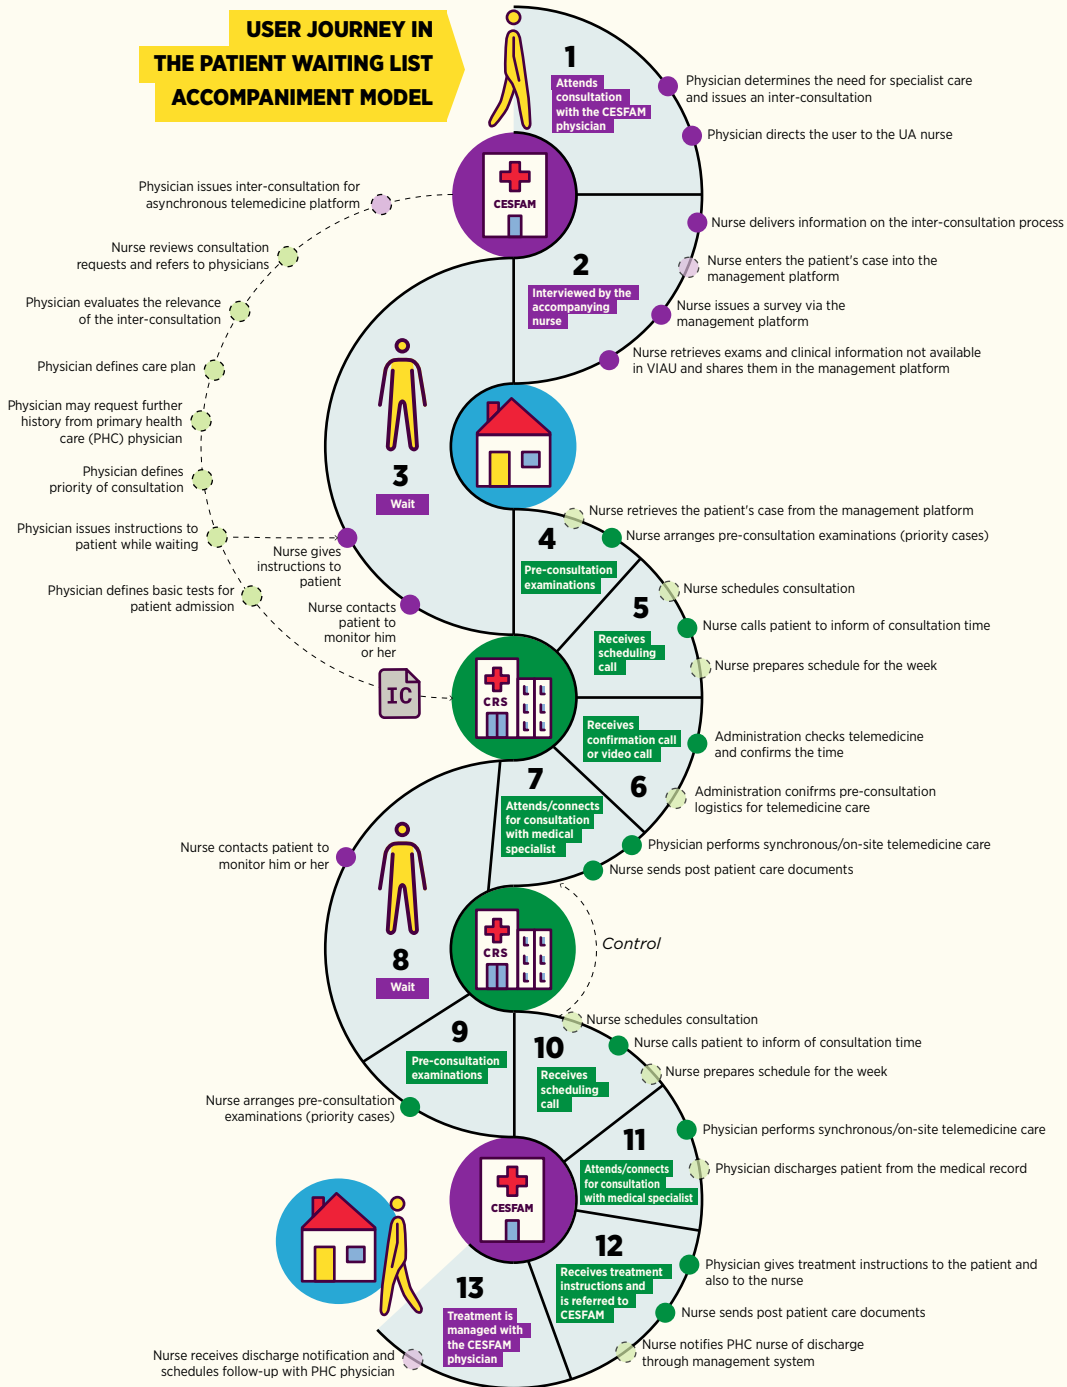 USER JOURNEY IN
THE PATIENT WAITING LIST
ACCOMPANIMENT MODEL
1
Attends
consultation
with the CESFAM
physician
Physician determines the need for specialist care
and issues an inter-consultation
Physician directs the user to the UA nurse
CESFAM
Physician issues inter-consultation for
asynchronous telemedicine platform
Nurse reviews consultation
requests and refers to physicians
Physician evaluates the relevance
of the inter-consultation
Physician defines care plan
Physician may request further
history from primary health
care (PHC) physician
Physician defines
priority of consultation
Physician issues instructions to
patient while waiting
Physician defines basic tests for
patient admission
IC
2
Interviewed by the
accompanying
nurse
Nurse delivers information on the inter-consultation process
Nurse enters the patient's case into the
management platform
Nurse issues a survey via the
management platform
Nurse retrieves exams and clinical information not available
in VIAU and shares them in the management platform
3
Wait
Nurse gives
instructions to
patient
Nurse contacts
patient to
monitor him
or her
4
Pre-consultation
examinations
Nurse retrieves the patient's case from the management platform
Nurse arranges pre-consultation examinations (priority cases)
5
Receives
scheduling
call
Nurse schedules consultation
Nurse calls patient to inform of consultation time
Nurse prepares schedule for the week
CRS
Receives
confirmation call
or video call
6
Administration checks telemedicine
and confirms the time
Administration conifrms pre-consultation
logistics for telemedicine care
7
Attends/connects
for consultation
with medical
specialist
Physician performs synchronous/on-site telemedicine care
Nurse sends post patient care documents
Nurse contacts patient to
monitor him or her
8
Wait
CRS
Control
9
Pre-consultation
examinations
Nurse arranges pre-consultation
examinations (priority cases)
10
Receives
scheduling
call
Nurse schedules consultation
Nurse calls patient to inform of consultation time
Nurse prepares schedule for the week
11
Attends/connects
for consultation
with medical specialist
Physician performs synchronous/on-site telemedicine care
Physician discharges patient from the medical record
CESFAM
12
Receives treatment
instructions and
is referred to
CESFAM
Physician gives treatment instructions to the patient and
also to the nurse
Nurse sends post patient care documents
Nurse notifies PHC nurse of discharge
through management system
13
Treatment is
managed with
the CESFAM
physician
Nurse receives discharge notification and
schedules follow-up with PHC physician